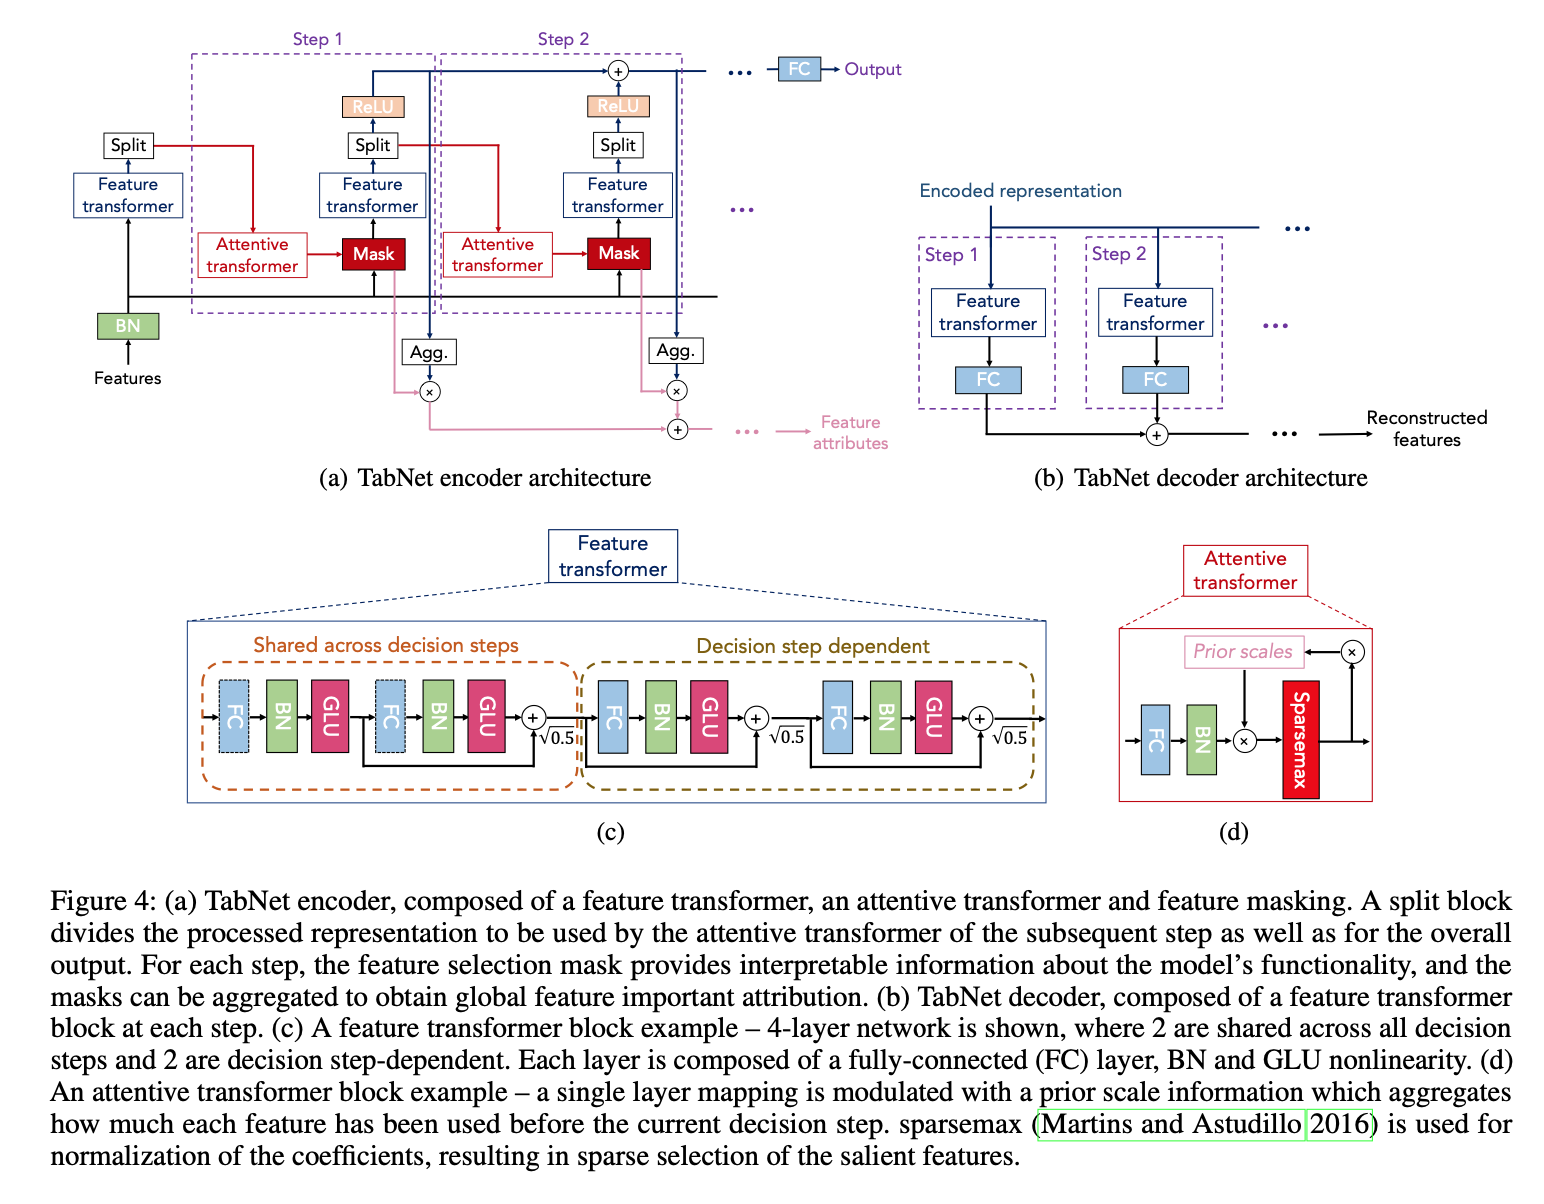 Step 1
Step 2
ReLU
ReLU
+
...
FC
Output
Split
Split
Split
Feature
transformer
Feature
transformer
Feature
transformer
...
Attentive
transformer
Mask
Attentive
transformer
Mask
BN
Features
Agg.
Agg.
×
×
+
...
Feature
attributes
(a) TabNet encoder architecture
Encoded representation
...
Step 1
Step 2
Feature
transformer
Feature
transformer
...
FC
FC
+
...
Reconstructed
features
(b) TabNet decoder architecture
Feature
transformer
Shared across decision steps
Decision step dependent
FC
BN
GLU
FC
BN
GLU
+
√0.5
FC
BN
GLU
+
√0.5
FC
BN
GLU
+
√0.5
(c)
Attentive
transformer
Prior scales
×
FC
BN
×
Sparsemax
(d)
Figure 4: (a) TabNet encoder, composed of a feature transformer, an attentive transformer and feature masking. A split block
divides the processed representation to be used by the attentive transformer of the subsequent step as well as for the overall
output. For each step, the feature selection mask provides interpretable information about the model's functionality, and the
masks can be aggregated to obtain global feature important attribution. (b) TabNet decoder, composed of a feature transformer
block at each step. (c) A feature transformer block example – 4-layer network is shown, where 2 are shared across all decision
steps and 2 are decision step-dependent. Each layer is composed of a fully-connected (FC) layer, BN and GLU nonlinearity. (d)
An attentive transformer block example – a single layer mapping is modulated with a prior scale information which aggregates
how much each feature has been used before the current decision step. sparsemax (Martins and Astudillo 2016) is used for
normalization of the coefficients, resulting in sparse selection of the salient features.